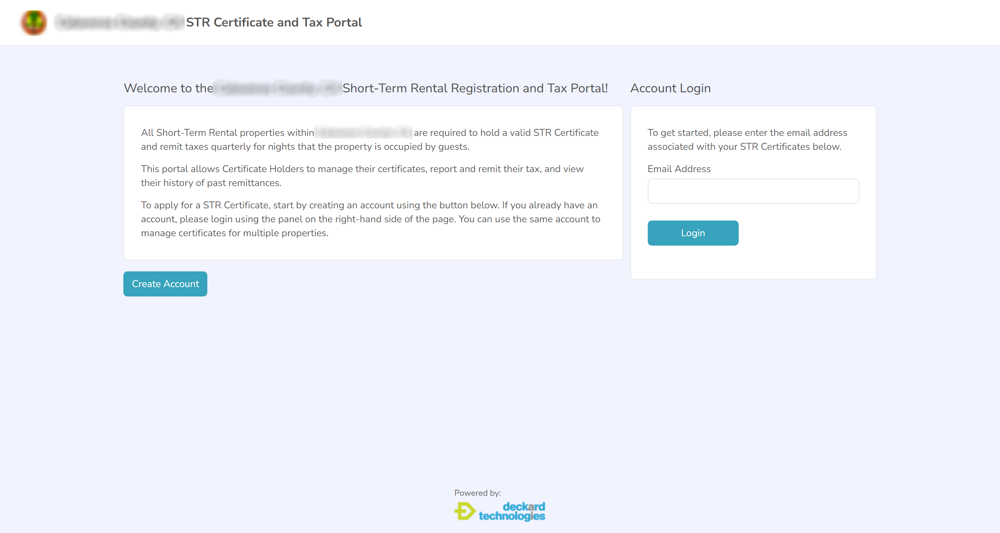 STR Certificate and Tax Portal
Welcome to the Short-Term Rental Registration and Tax Portal!
All Short-Term Rental properties within are required to hold a valid STR Certificate
and remit taxes quarterly for nights that the property is occupied by guests.
This portal allows Certificate Holders to manage their certificates, report and remit their tax, and view
their history of past remittances.
To apply for a STR Certificate, start by creating an account using the button below. If you already have an
account, please login using the panel on the right-hand side of the page. You can use the same account to
manage certificates for multiple properties.
Create Account
Account Login
To get started, please enter the email address
associated with your STR Certificates below.
Email Address
Login
Powered by:
deckard
technologies